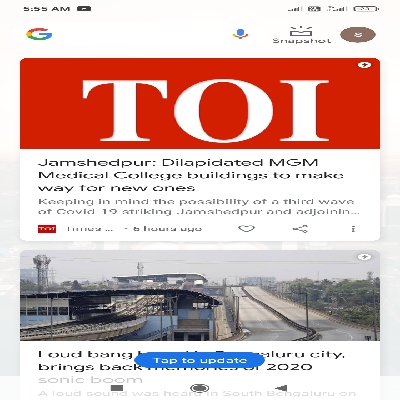 5:55 AM
Snapshot
S
TOI
Jamshedpur: Dilapidated MGM
Medical College buildings to make
way for new ones
Keeping in mind the possibility of a third wave
of Covid-19 striking Jamshedpur and adjoinin...
TOI Times ... · 6 hours ago
Loud bang Bengaluru city,
Tap to update
brings back memories of 2020
sonic boom
A loud sound was heard in South Bengaluru on